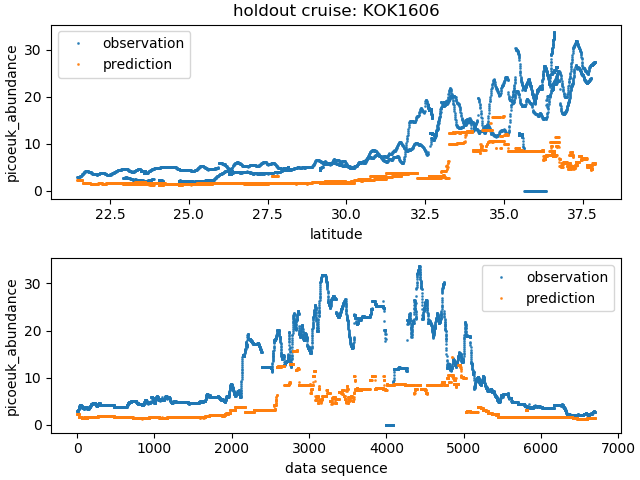 holdout cruise: KOK1606
picoeuk_abundance
30
20
10
0
observation
prediction
22.5
25.0
27.5
30.0
32.5
35.0
37.5
latitude
picoeuk_abundance
30
20
10
0
observation
prediction
0
1000
2000
3000
4000
5000
6000
7000
data sequence